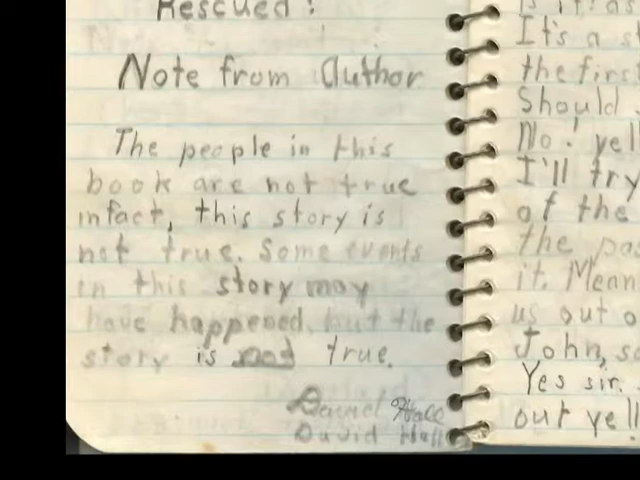 Rescued!
Note from Author
The people in this
book are not true
infact, this story is
not true. Some events
in this story may
have happened, but the
story is not true.
David Hall
David Hall
It's a
the first
Should
No! yell
I'll try
of the
the
it. Mean
us out
John,
Yes sir.
out yell